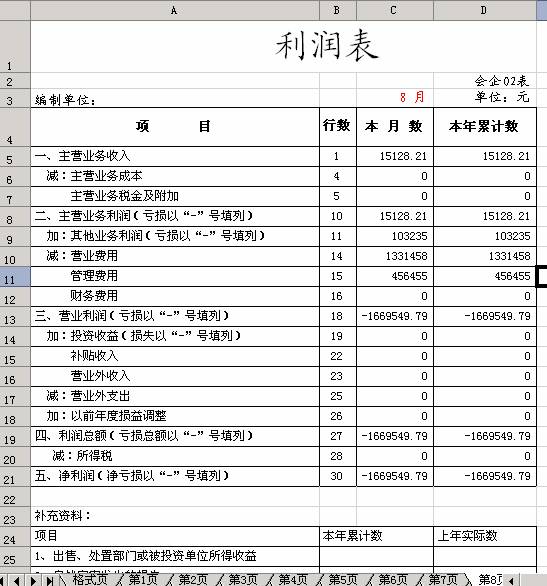 A B C D
1 利润表
2 会企02表
3 编制单位： 8 月 单位：元
4 项 目 行数 本 月 数 本年累计数
5 一、主营业务收入 1 15128.21 15128.21
6 减：主营业务成本 4 0 0
7 主营业务税金及附加 5 0 0
8 二、主营业务利润（亏损以“-”号填列） 10 15128.21 15128.21
9 加：其他业务利润（亏损以“-”号填列） 11 103235 103235
10 减：营业费用 14 1331458 1331458
11 管理费用 15 456455 456455
12 财务费用 16 0 0
13 三、营业利润（亏损以“-”号填列） 18 -1669549.79 -1669549.79
14 加：投资收益（损失以“-”号填列） 19 0 0
15 补贴收入 22 0 0
16 营业外收入 23 0 0
17 减：营业外支出 25 0 0
18 加：以前年度损益调整 26 0 0
19 四、利润总额（亏损总额以“-”号填列） 27 -1669549.79 -1669549.79
20 减：所得税 28 0 0
21 五、净利润（净亏损以“-”号填列） 30 -1669549.79 -1669549.79
22
23 补充资料：
24 项目 本年累计数 上年实际数
25 1、出售、处置部门或被投资单位所得收益
格式页 第1页 第2页 第3页 第4页 第5页 第6页 第7页 第8页